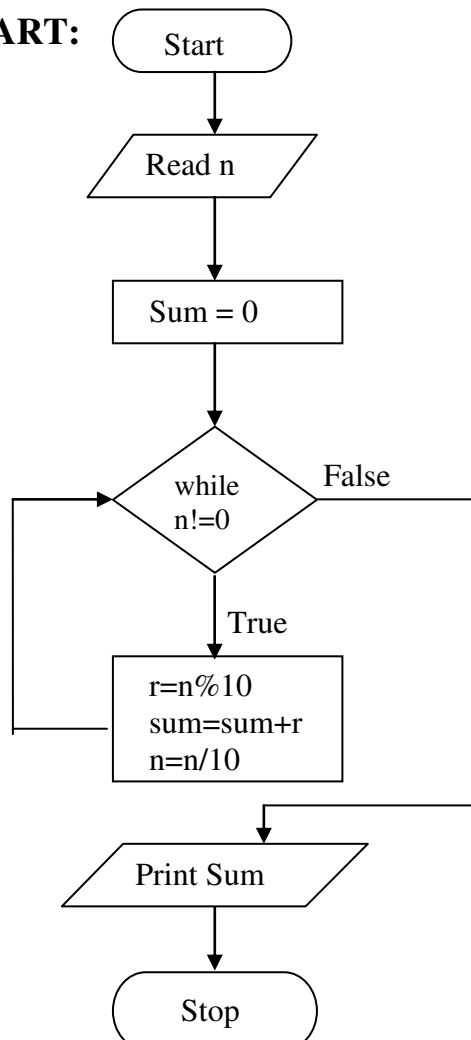 ART:
Start
Read n
Sum = 0
while
n!=0
False
True
r=n%10
sum=sum+r
n=n/10
Print Sum
Stop